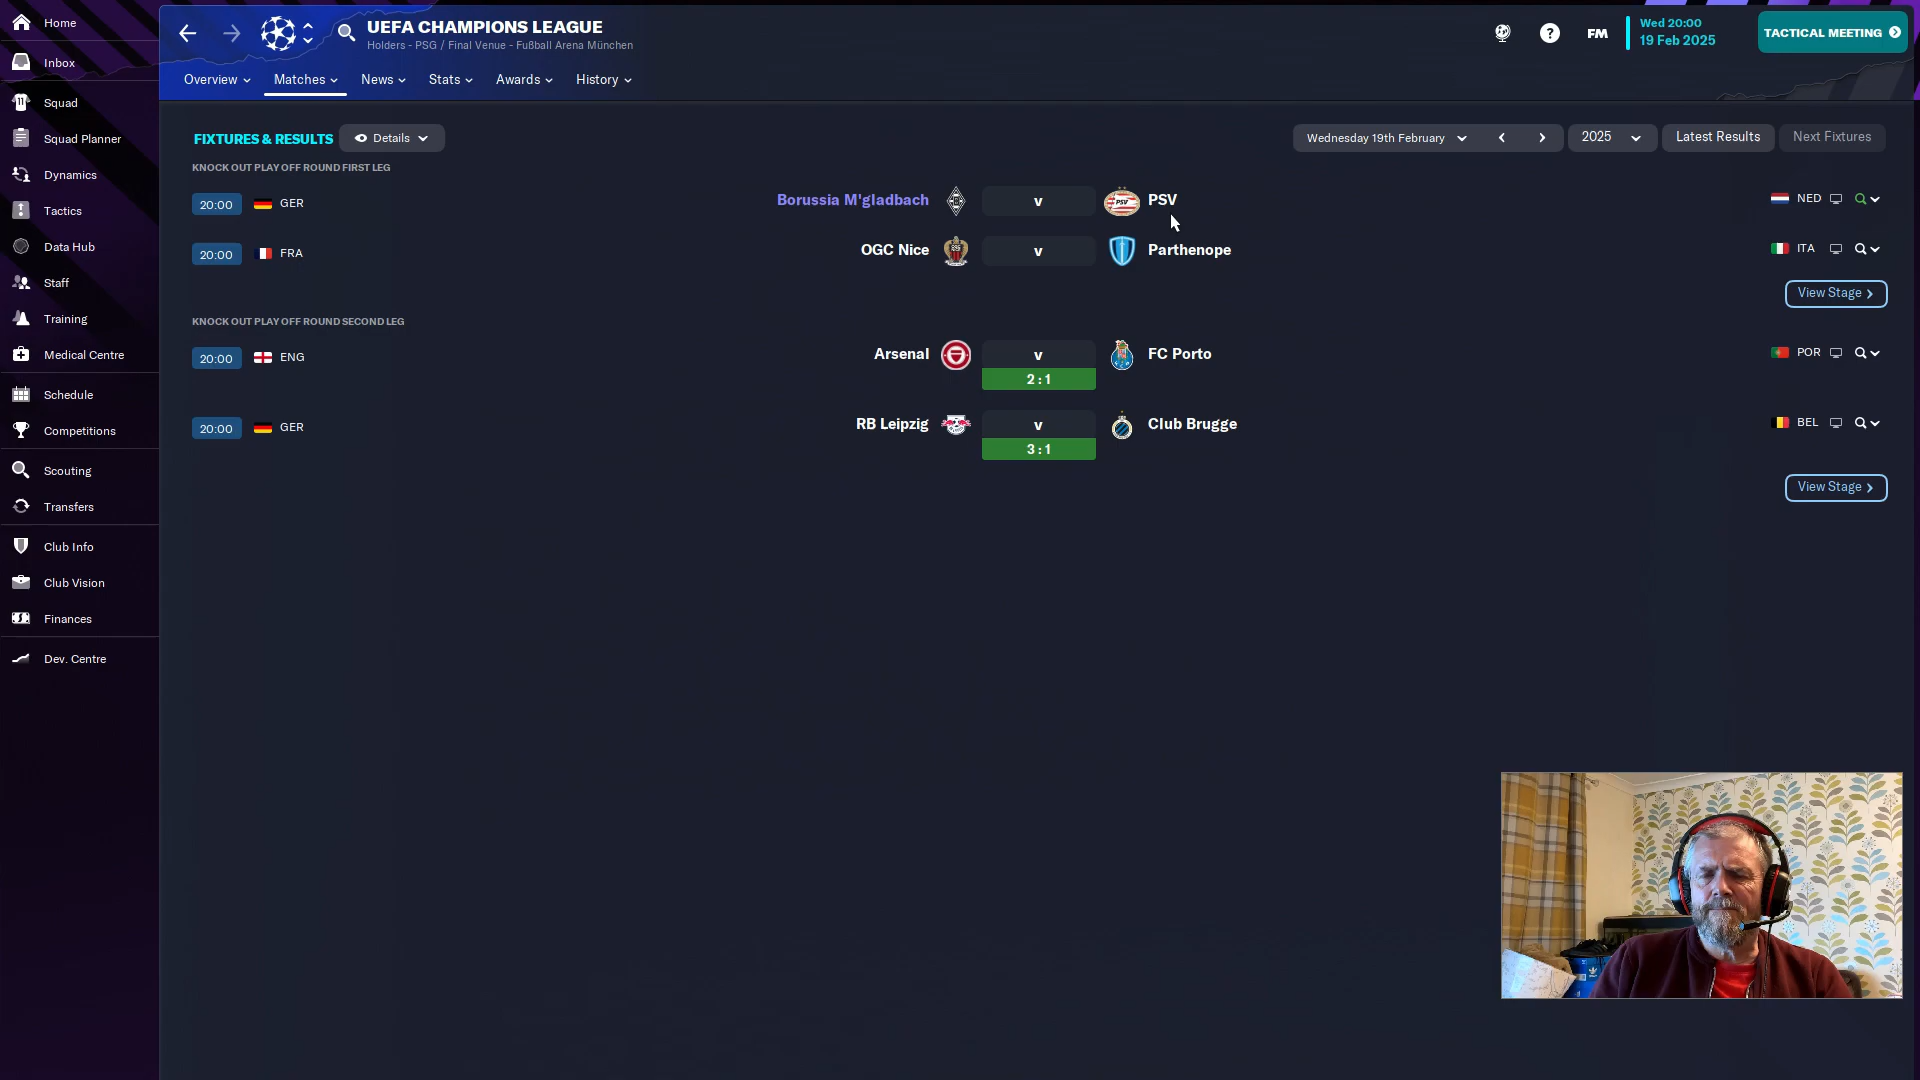 Home
Inbox
Squad
Squad Planner
Dynamics
Tactics
Data Hub
Staff
Training
Medical Centre
Schedule
Competitions
Scouting
Transfers
Club Info
Club Vision
Finances
Dev. Centre
UEFA CHAMPIONS LEAGUE
Holders - PSG / Final Venue - Fußball Arena München
FM
Wed 20:00
19 Feb 2025
TACTICAL MEETING
Overview Matches News Stats Awards History
FIXTURES & RESULTS Details
Wednesday 19th February 2025 Latest Results Next Fixtures
KNOCK OUT PLAY OFF ROUND FIRST LEG
20:00 GER Borussia M'gladbach v PSV NED
20:00 FRA OGC Nice v Parthenope ITA
View Stage
KNOCK OUT PLAY OFF ROUND SECOND LEG
20:00 ENG Arsenal v FC Porto POR
2 : 1
20:00 GER RB Leipzig v Club Brugge BEL
3 : 1
View Stage